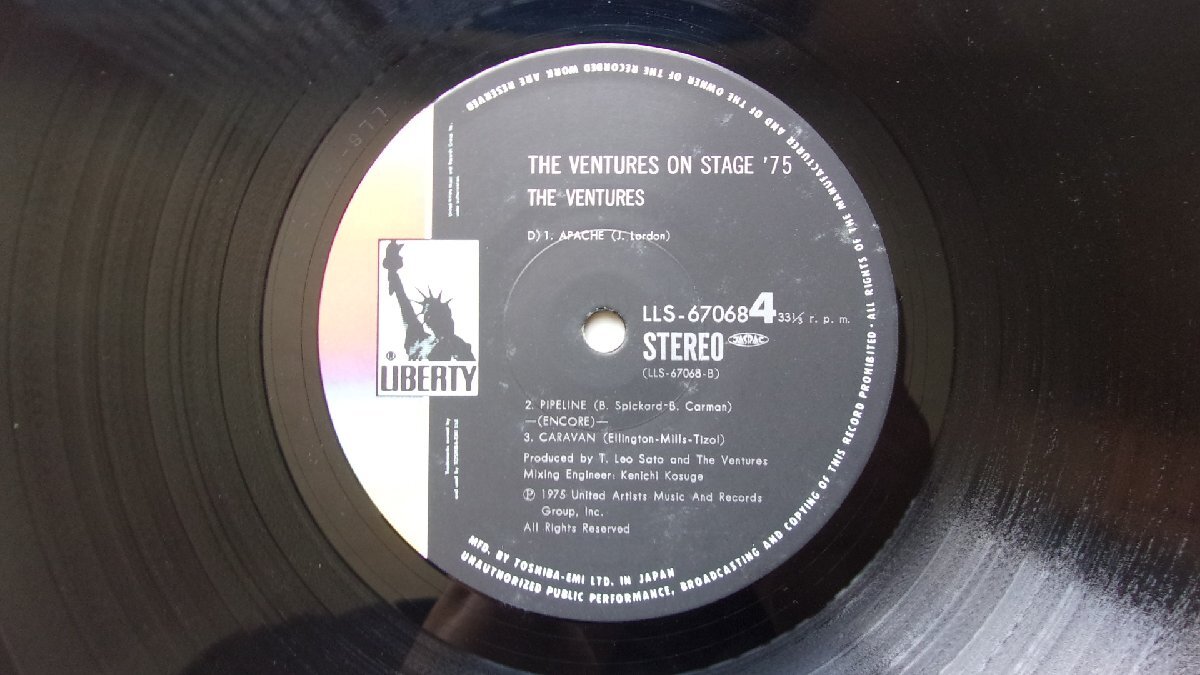 THE VENTURES ON STAGE '75
THE VENTURES
D) 1. APACHE (J. Lordon)
LLS-67068 4 33⅓ r. p. m.
STEREO JASRAC
(LLS-67068-B)
LIBERTY
2. PIPELINE (B. Spickard-B. Carman)
—(ENCORE)—
3. CARAVAN (Ellington-Mills-Tizol)
Produced by T. Leo Sata and The Ventures
Mixing Engineer: Kenichi Kosuge
℗ 1975 United Artists Music And Records
Group, Inc.
All Rights Reserved
MFD. BY TOSHIBA-EMI LTD. IN JAPAN
ALL RIGHTS OF THE MANUFACTURER AND OF THE OWNER OF THE RECORDED WORK ARE RESERVED
UNAUTHORIZED PUBLIC PERFORMANCE, BROADCASTING AND COPYING OF THIS RECORD PROHIBITED ·